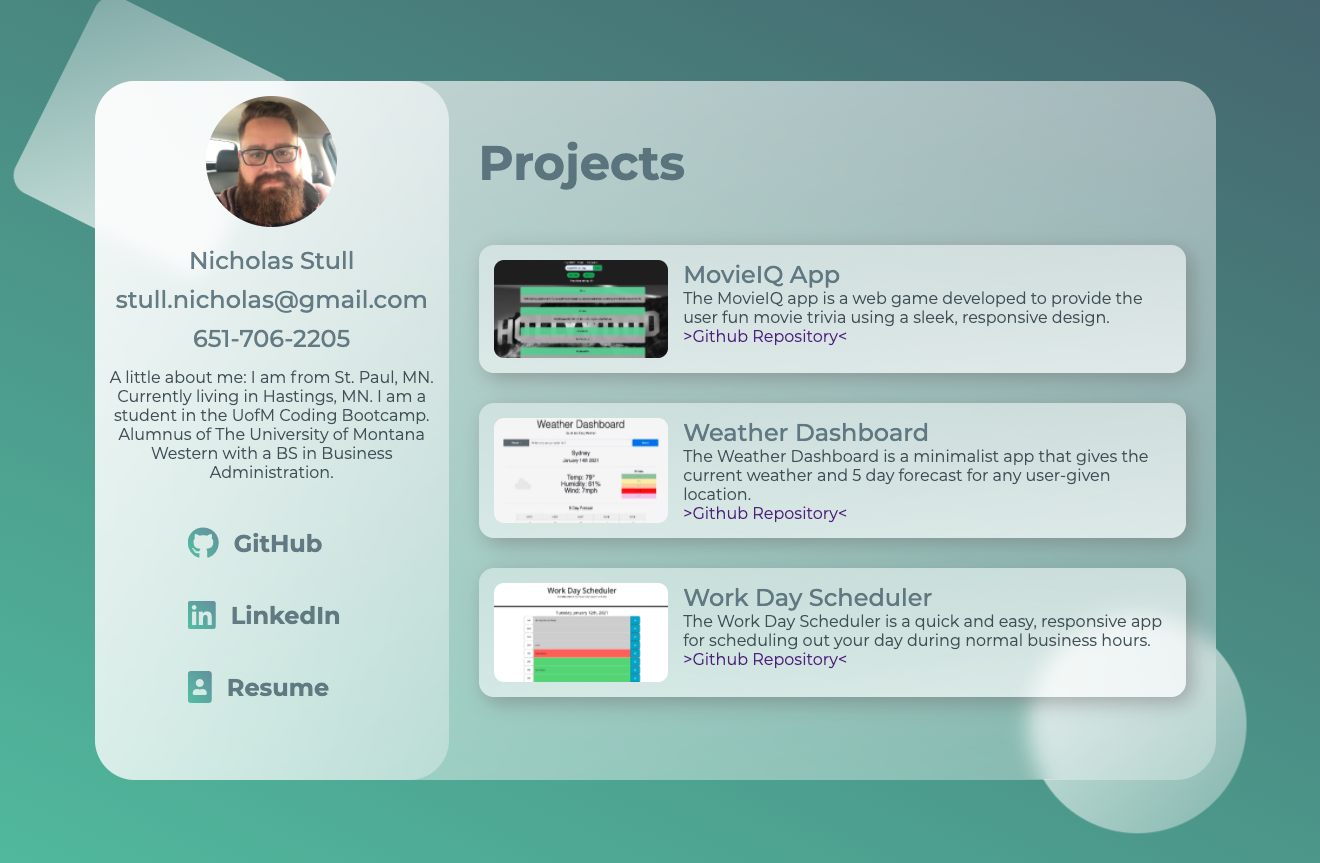 Nicholas Stull
stull.nicholas@gmail.com
651-706-2205
A little about me: I am from St. Paul, MN.
Currently living in Hastings, MN. I am a
student in the UofM Coding Bootcamp.
Alumnus of The University of Montana
Western with a BS in Business
Administration.
GitHub
LinkedIn
Resume
Projects
MovieIQ App
The MovieIQ app is a web game developed to provide the
user fun movie trivia using a sleek, responsive design.
>Github Repository<
Weather Dashboard
Sydney
January 14th 2021
Temp: 78°
Humidity: 61%
Wind: 7mph
5 Day Forecast
Weather Dashboard
The Weather Dashboard is a minimalist app that gives the
current weather and 5 day forecast for any user-given
location.
>Github Repository<
Work Day Scheduler
Tuesday, January 12th, 2021
Work Day Scheduler
The Work Day Scheduler is a quick and easy, responsive app
for scheduling out your day during normal business hours.
>Github Repository<